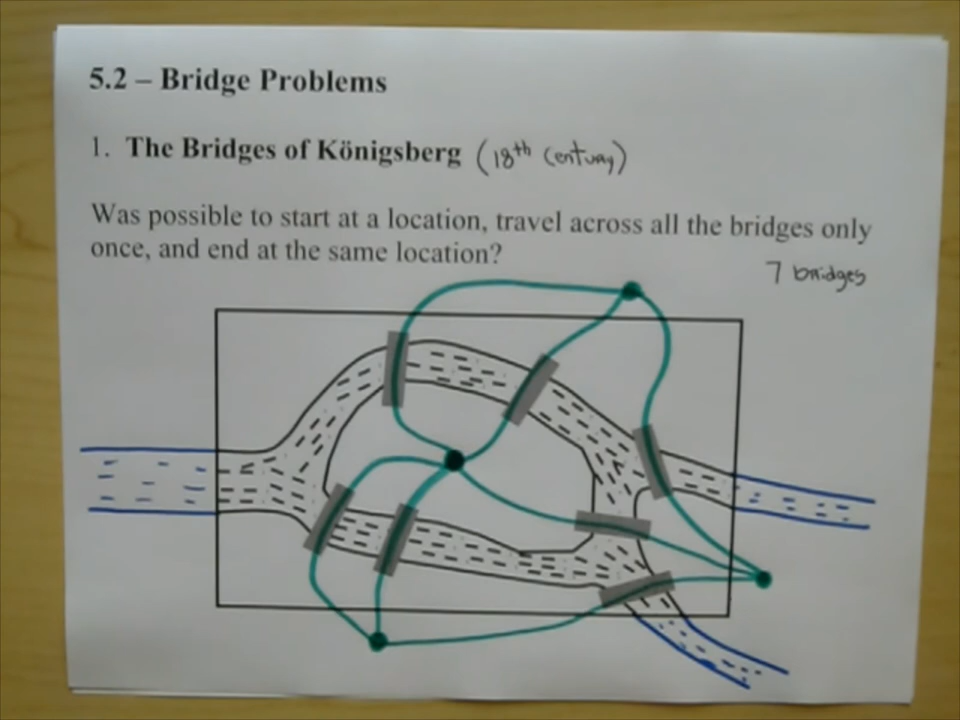 5.2 – Bridge Problems
1. The Bridges of Königsberg (18th Century)
Was possible to start at a location, travel across all the bridges only
once, and end at the same location?
7 bridges